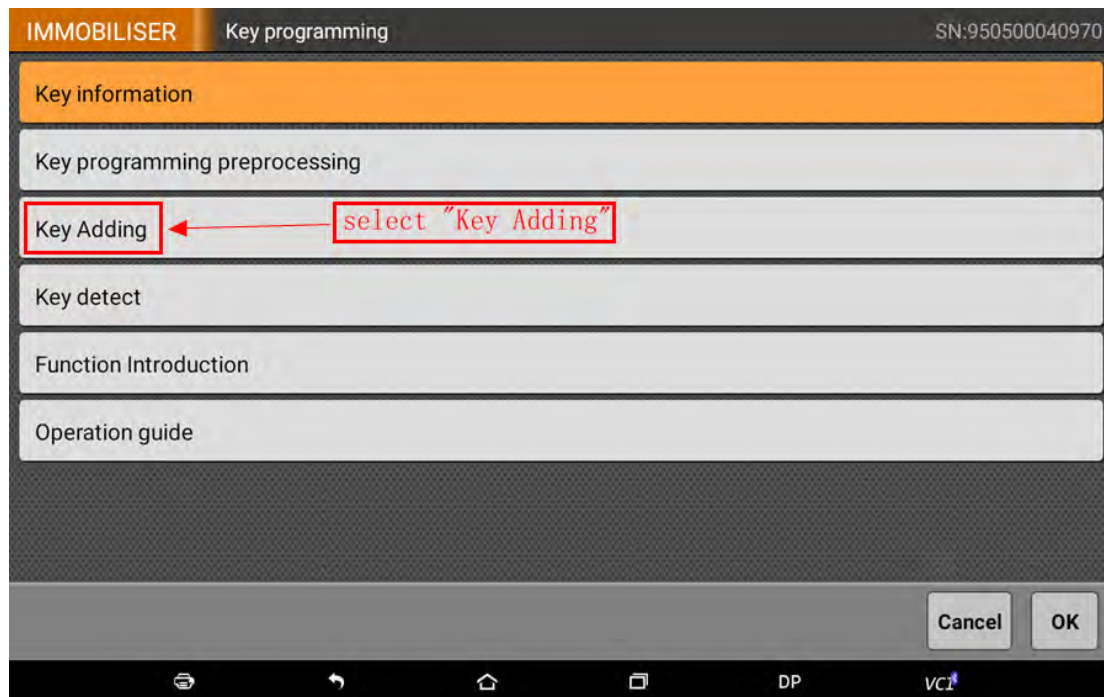 IMMOBILISER Key programming SN:950500040970
Key information
Key programming preprocessing
Key Adding select "Key Adding"
Key detect
Function Introduction
Operation guide
Cancel OK
DP VCI